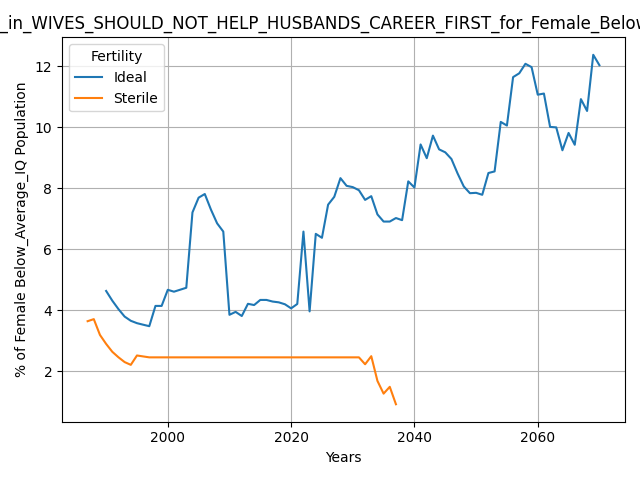 _in_WIVES_SHOULD_NOT_HELP_HUSBANDS_CAREER_FIRST_for_Female_Below
Fertility
Ideal
Sterile
% of Female Below_Average_IQ Population
12
10
8
6
4
2
2000 2020 2040 2060
Years